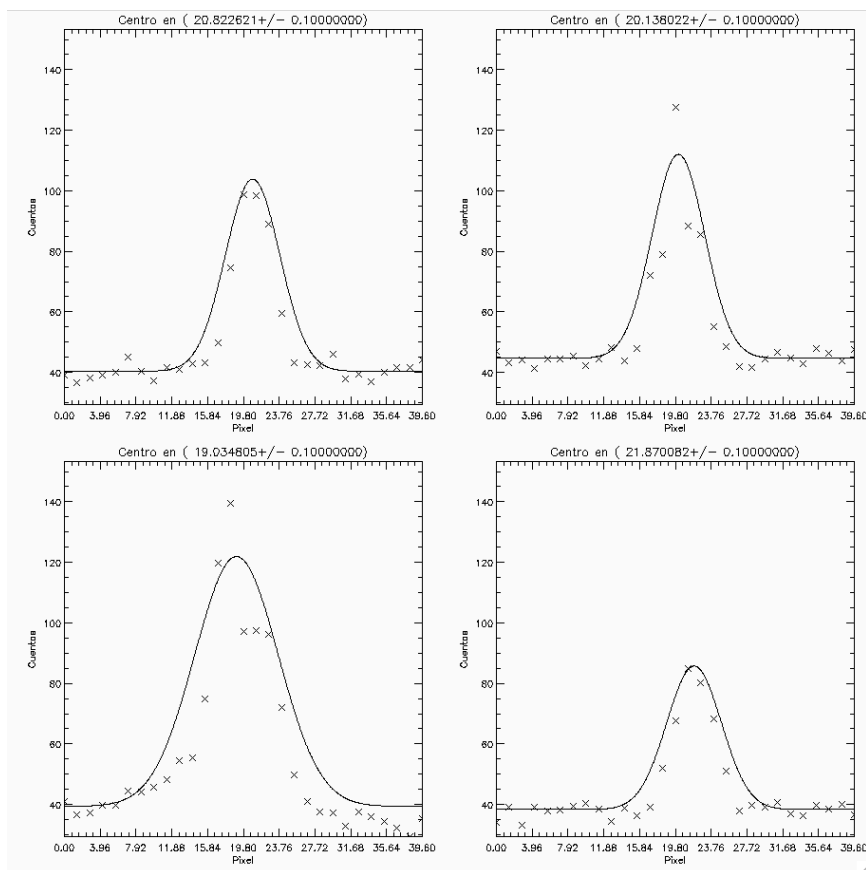 Centro en ( 20.822621+/- 0.10000000)
140
120
100
80
60
40
Cuentos
0.00 3.96 7.92 11.88 15.84 19.80 23.76 27.72 31.68 35.64 39.60
Pixel
Centro en ( 20.138022+/- 0.10000000)
140
120
100
80
60
40
Cuentos
0.00 3.96 7.92 11.88 15.84 19.80 23.76 27.72 31.68 35.64 39.60
Pixel
Centro en ( 19.034605+/- 0.10000000)
140
120
100
80
60
40
Cuentos
0.00 3.96 7.92 11.88 15.84 19.80 23.76 27.72 31.68 35.64 39.60
Pixel
Centro en ( 21.870082+/- 0.10000000)
140
120
100
80
60
40
Cuentos
0.00 3.96 7.92 11.88 15.84 19.80 23.76 27.72 31.68 35.64 39.60
Pixel